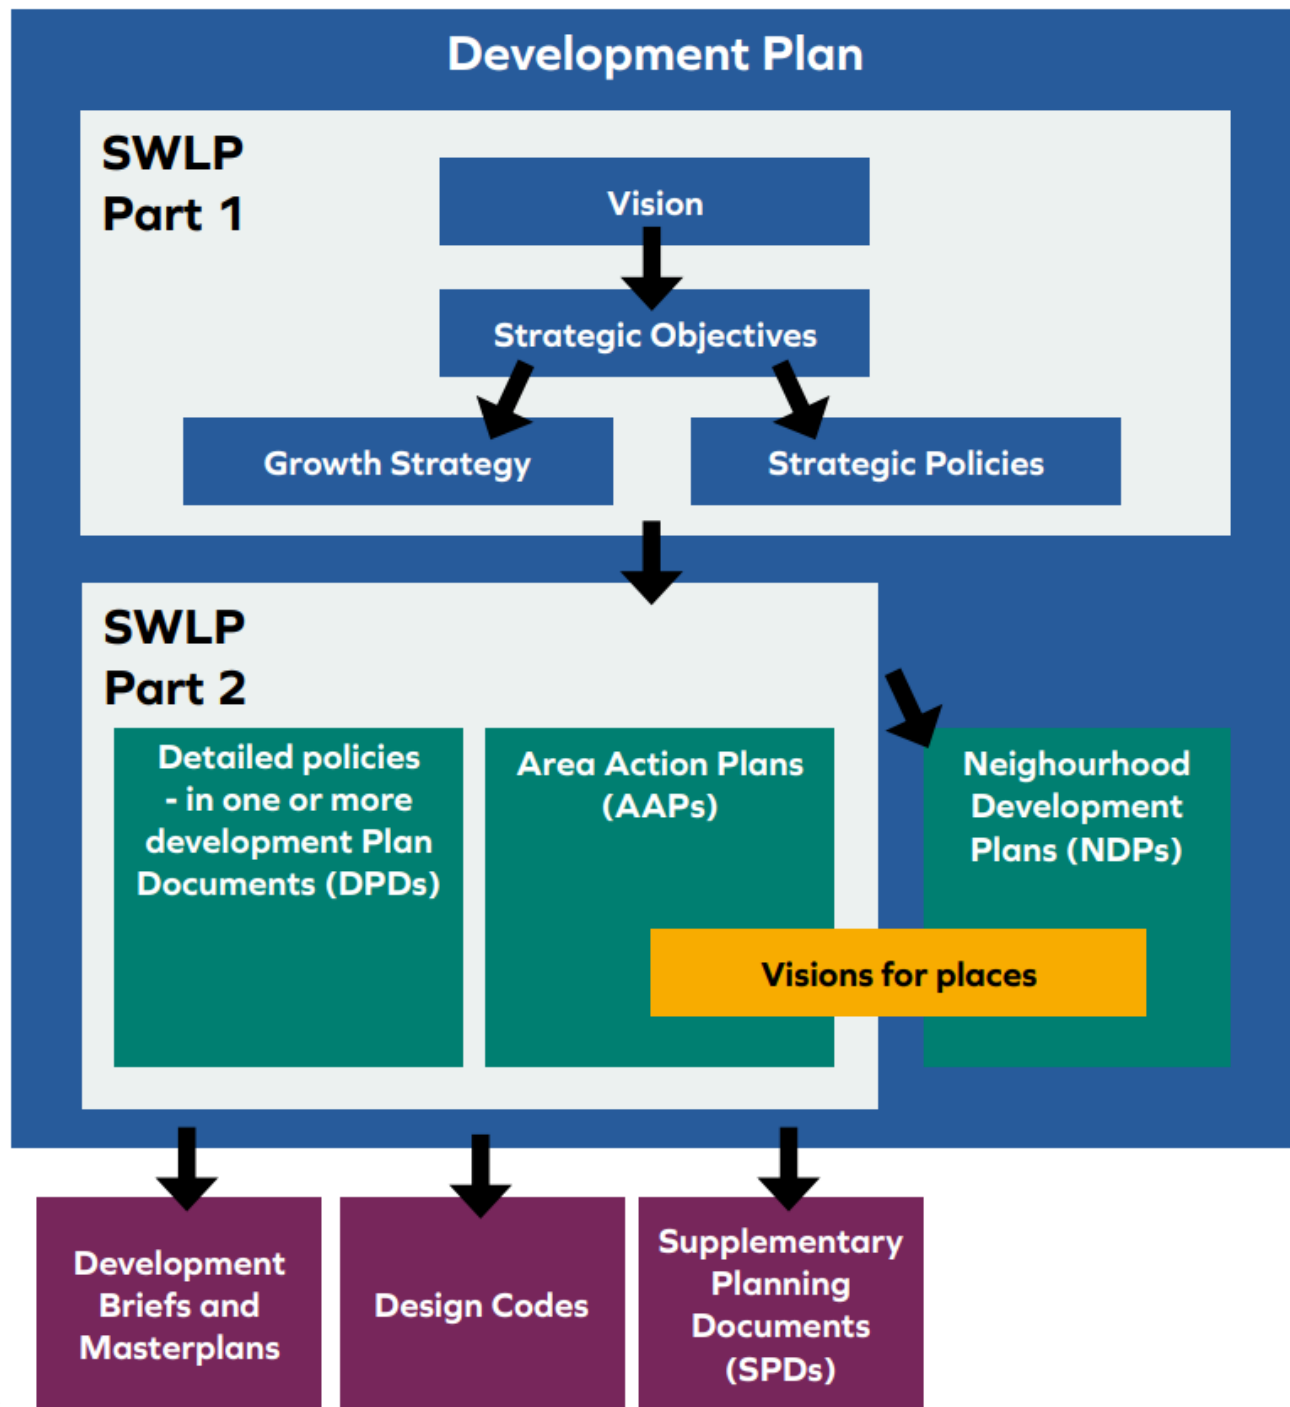 Development Plan
SWLP
Part 1
Vision
Strategic Objectives
Growth Strategy
Strategic Policies
SWLP
Part 2
Detailed policies
- in one or more
development Plan
Documents (DPDs)
Area Action Plans
(AAPs)
Neighourhood
Development
Plans (NDPs)
Visions for places
Development
Briefs and
Masterplans
Design Codes
Supplementary
Planning
Documents
(SPDs)